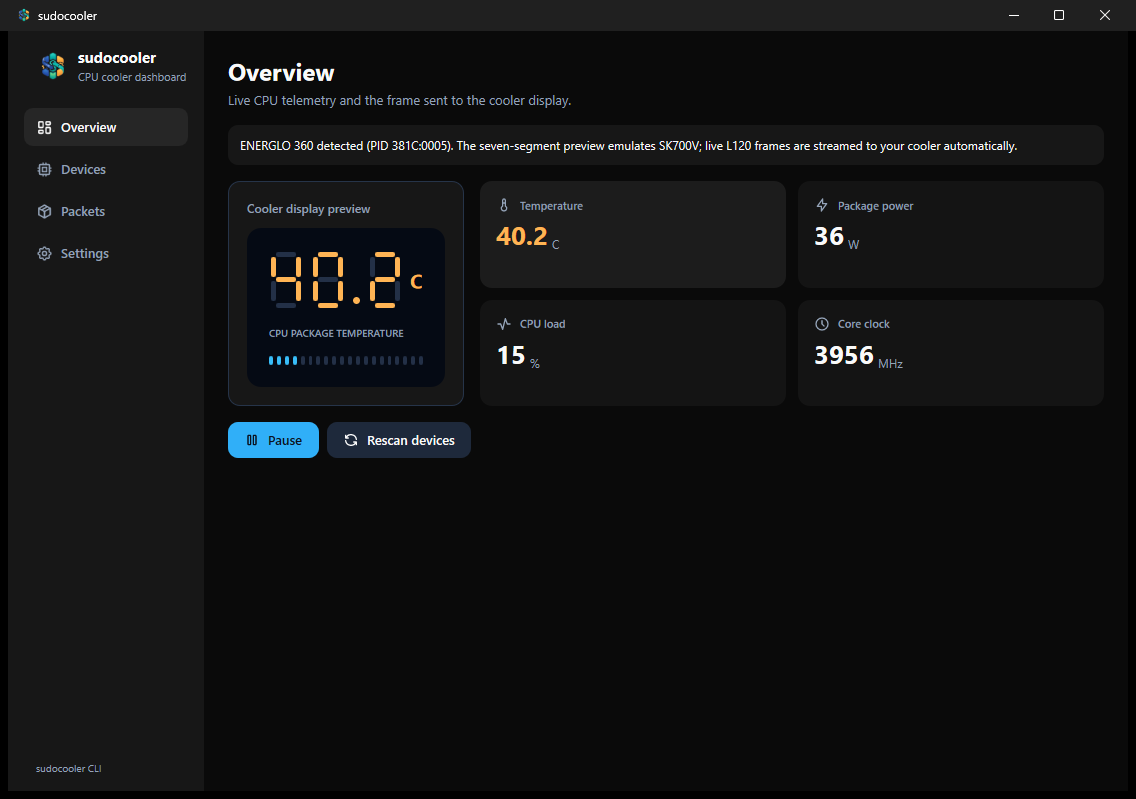 sudocooler
sudocooler
CPU cooler dashboard
Overview
Devices
Packets
Settings
sudocooler CLI
Overview
Live CPU telemetry and the frame sent to the cooler display.
ENERGLO 360 detected (PID 381C:0005). The seven-segment preview emulates SK700V; live L120 frames are streamed to your cooler automatically.
Cooler display preview
40.2 C
CPU PACKAGE TEMPERATURE
Temperature
40.2 C
Package power
36 W
CPU load
15 %
Core clock
3956 MHz
Pause
Rescan devices